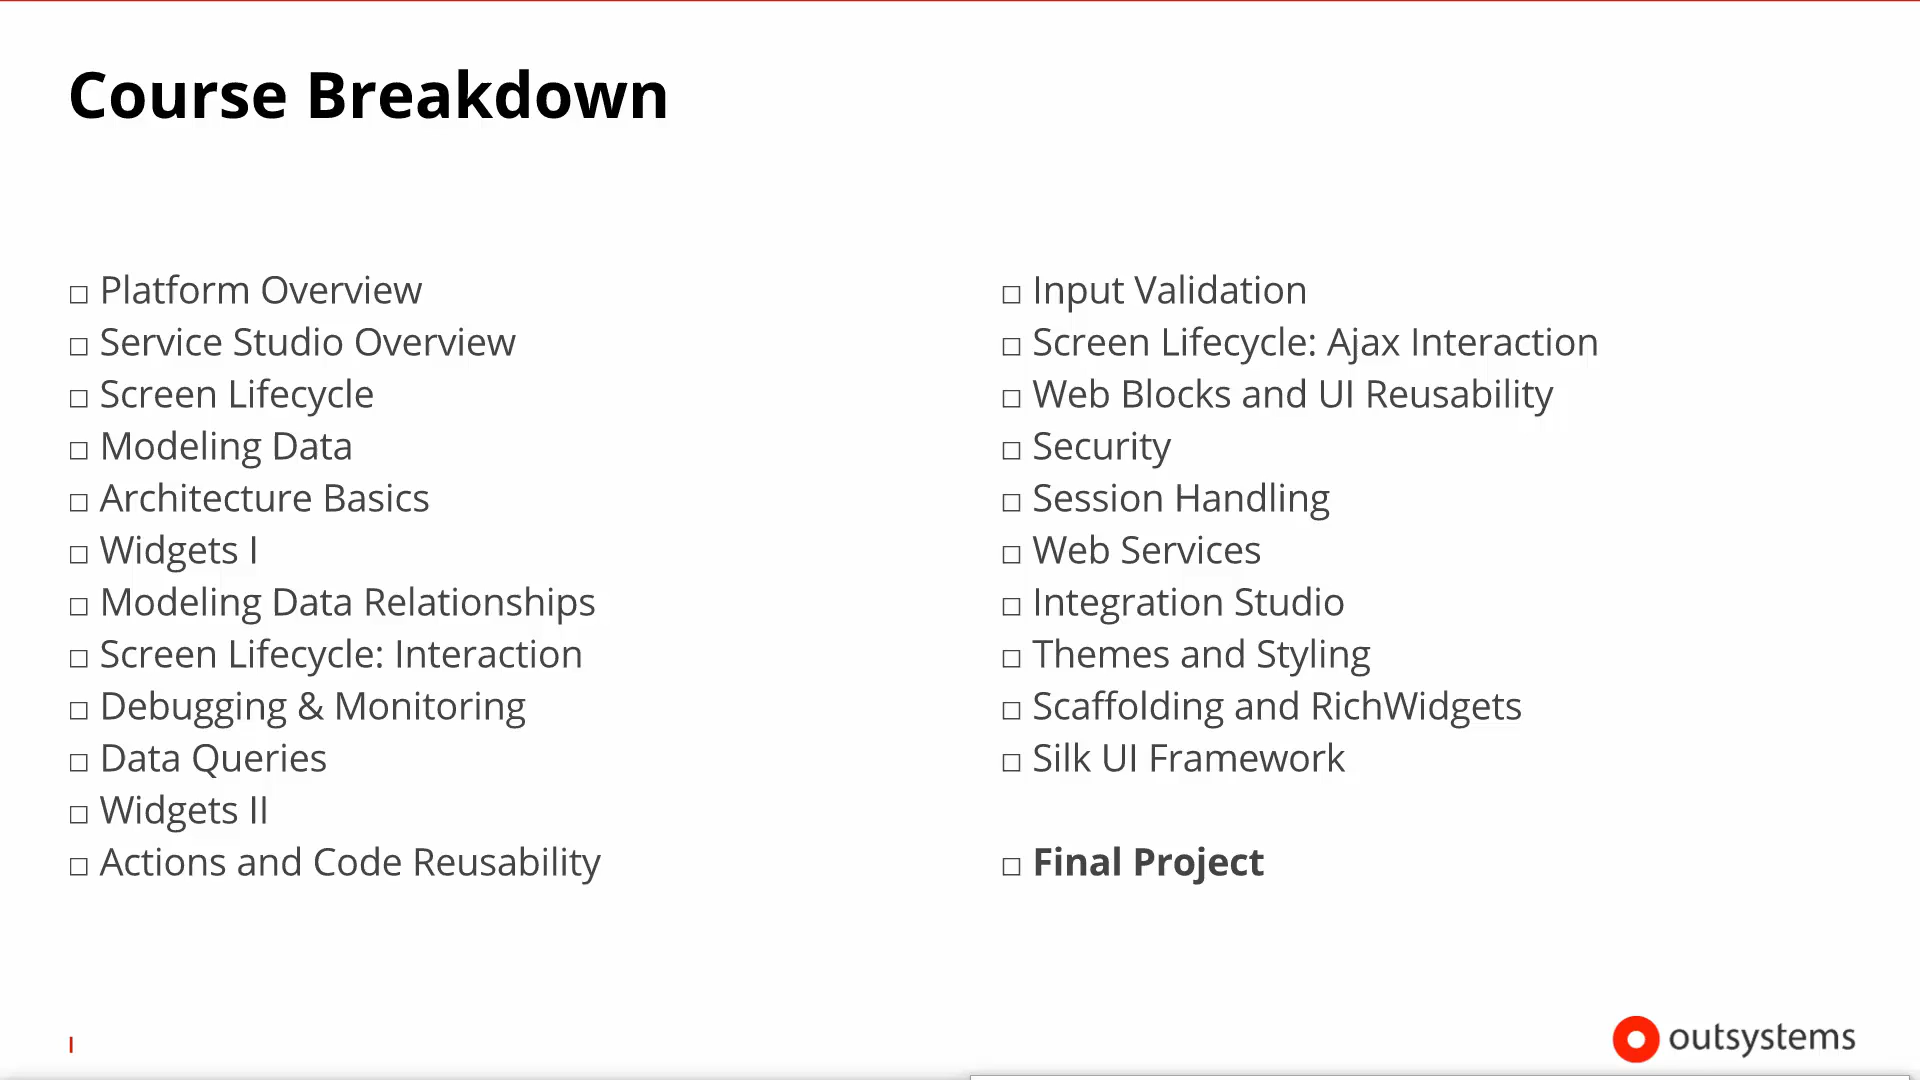 Course Breakdown
□ Platform Overview
□ Service Studio Overview
□ Screen Lifecycle
□ Modeling Data
□ Architecture Basics
□ Widgets I
□ Modeling Data Relationships
□ Screen Lifecycle: Interaction
□ Debugging & Monitoring
□ Data Queries
□ Widgets II
□ Actions and Code Reusability
□ Input Validation
□ Screen Lifecycle: Ajax Interaction
□ Web Blocks and UI Reusability
□ Security
□ Session Handling
□ Web Services
□ Integration Studio
□ Themes and Styling
□ Scaffolding and RichWidgets
□ Silk UI Framework
□ Final Project
I
outsystems